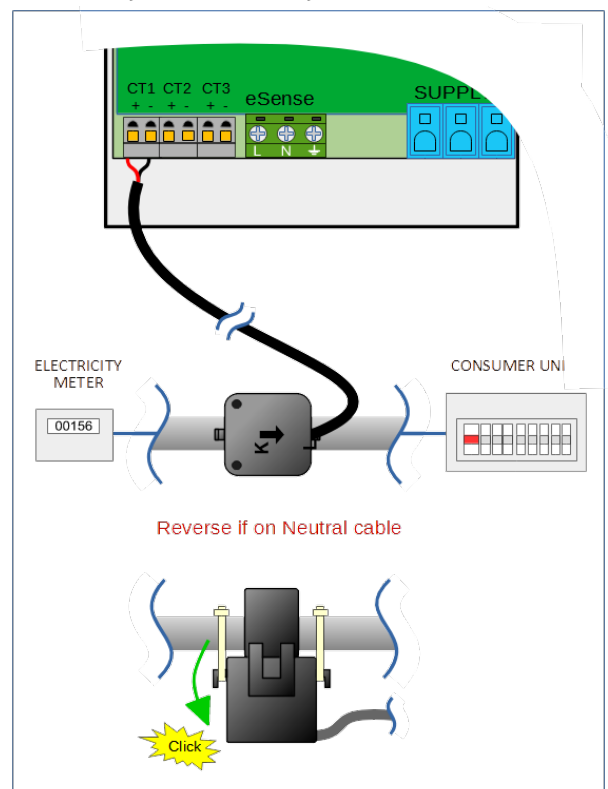 CT1 CT2 CT3
+ - + - + -
eSense
SUPPL
L N
ELECTRICITY
METER
CONSUMER UNI
00156
K
Reverse if on Neutral cable
Click